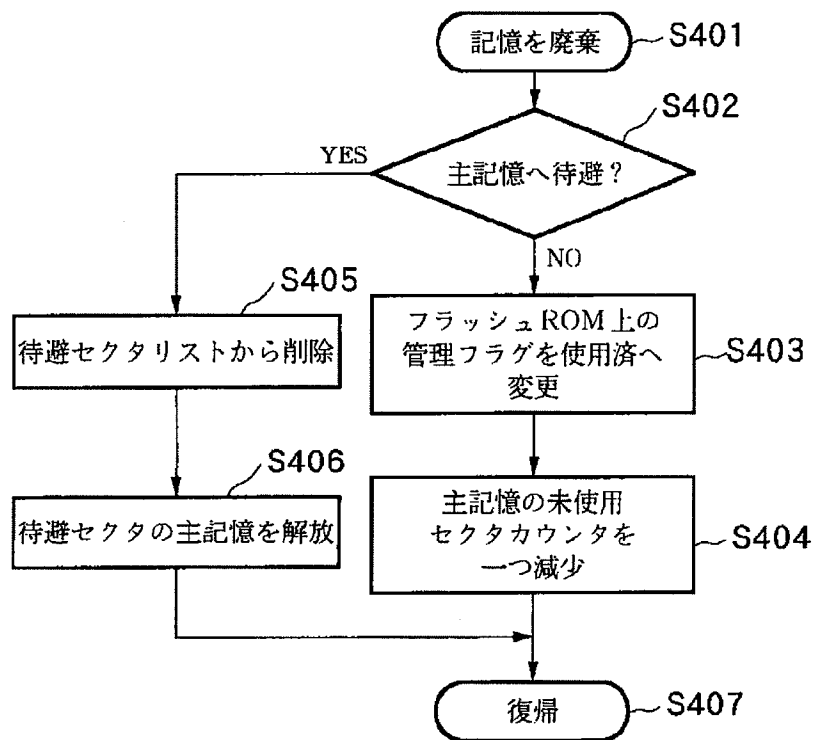 記憶を廃棄
S401
S402
主記憶へ待避?
YES
NO
S405
待避セクタリストから削除
フラッシュROM上の
管理フラグを使用済へ
変更
S403
S406
待避セクタの主記憶を解放
主記憶の未使用
セクタカウンタを
一つ減少
S404
復帰
S407